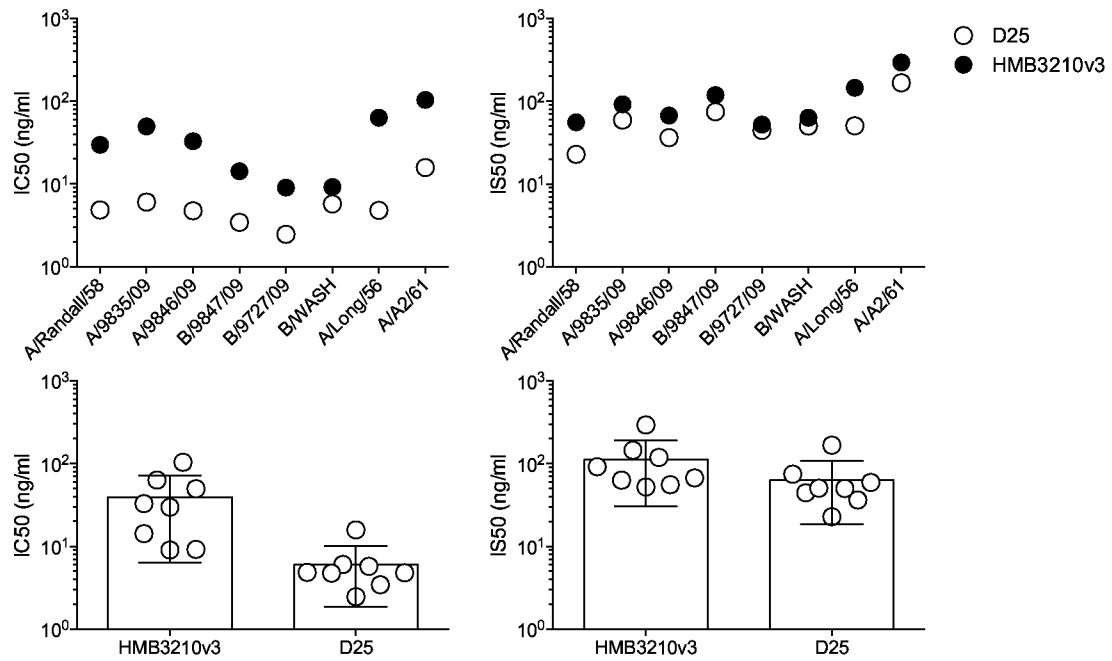 10³
10²
10¹
10⁰
IC50 (ng/ml)
A/Randall/58
A/9835/09
A/9846/09
B/9847/09
B/9727/09
B/WASH
A/Long/56
A/A2/61
10³
10²
10¹
10⁰
IS50 (ng/ml)
A/Randall/58
A/9835/09
A/9846/09
B/9847/09
B/9727/09
B/WASH
A/Long/56
A/A2/61
D25
HMB3210v3
10³
10²
10¹
10⁰
IC50 (ng/ml)
HMB3210v3 D25
10³
10²
10¹
10⁰
IS50 (ng/ml)
HMB3210v3 D25